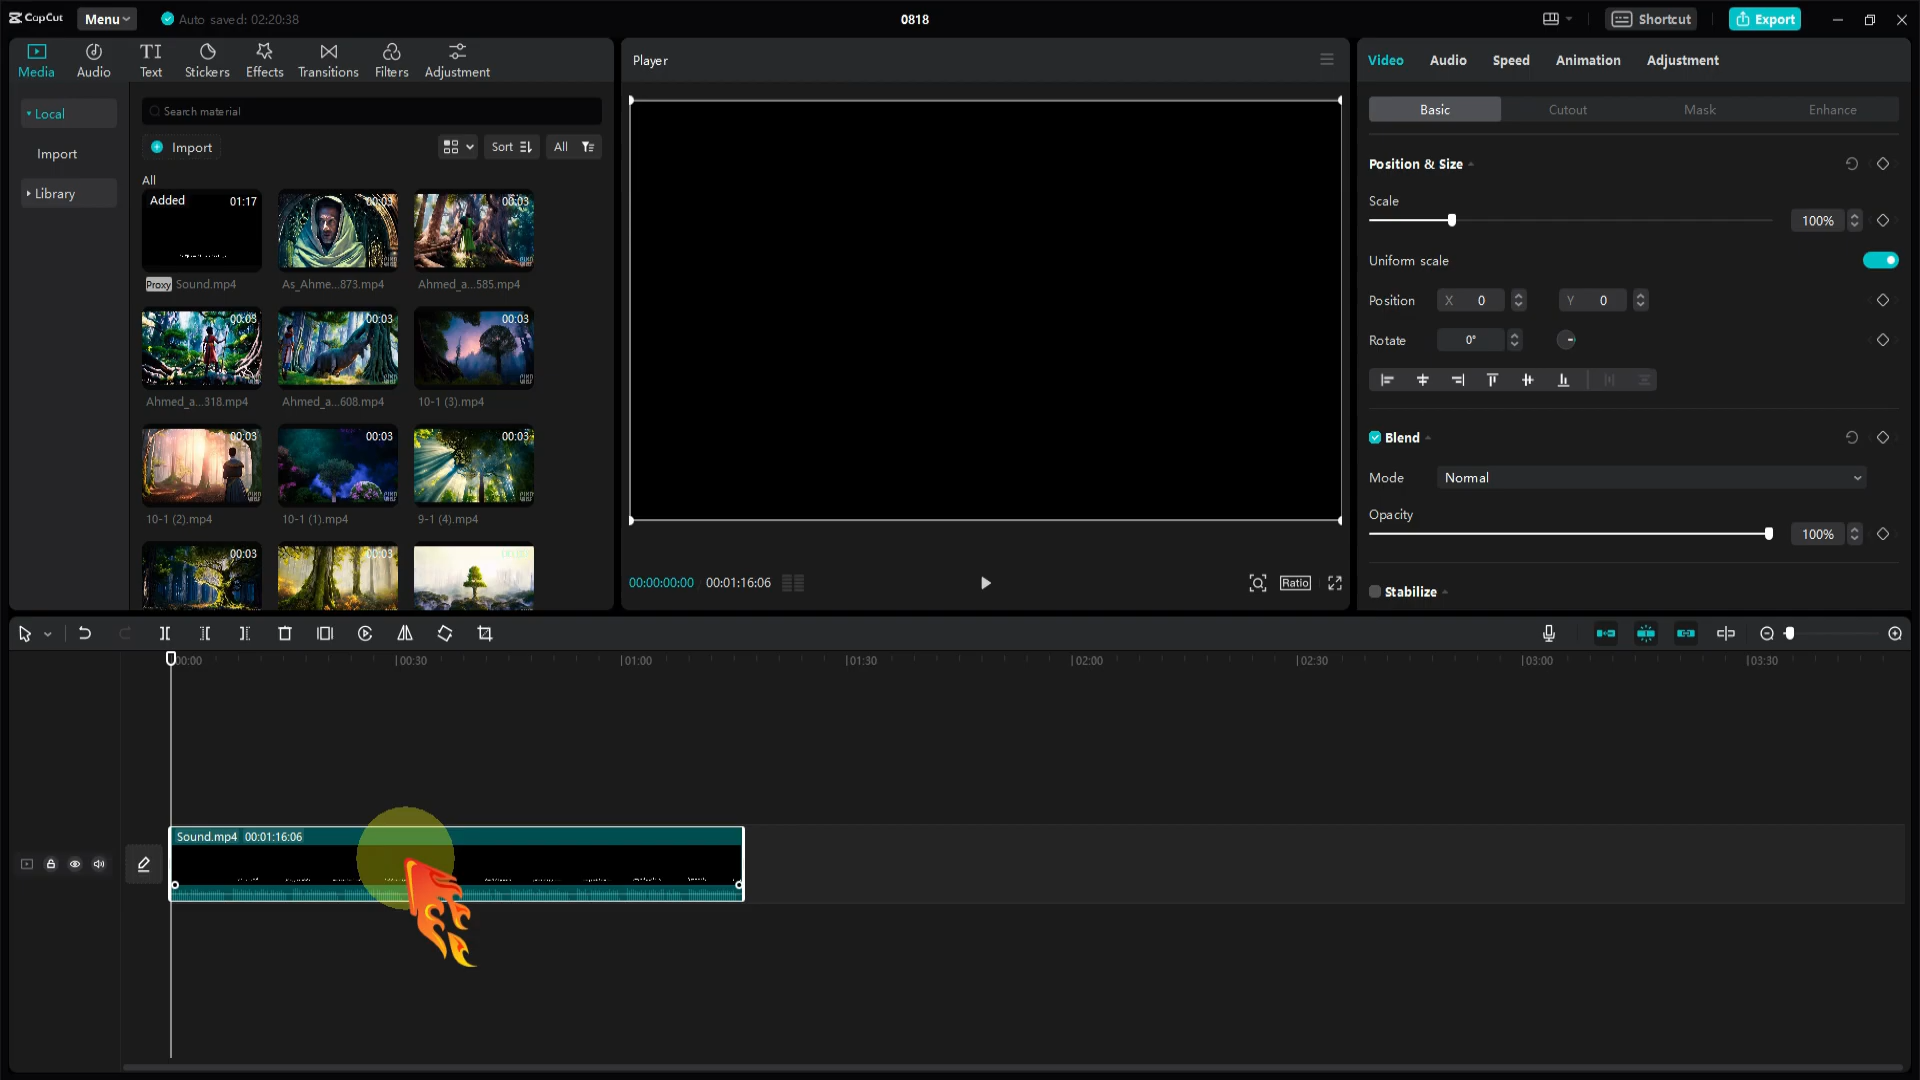 CapCut
Menu
Auto saved: 02:20:38
0818
Shortcut
Export
Media
Audio
Text
Stickers
Effects
Transitions
Filters
Adjustment
Local
Import
Library
Search material
Import
Sort
All
All
Added
01:17
00:03
00:03
Proxy
Sound.mp4
As_Ahme...873.mp4
Ahmed_a...585.mp4
00:03
00:03
00:03
Ahmed_a...318.mp4
Ahmed_a...608.mp4
10-1 (3).mp4
00:03
00:03
00:03
10-1 (2).mp4
10-1 (1).mp4
9-1 (4).mp4
00:03
00:03
Player
00:00:00:00
00:01:16:06
Ratio
Video
Audio
Speed
Animation
Adjustment
Basic
Cutout
Mask
Enhance
Position & Size
Scale
100%
Uniform scale
Position
X 0
Y 0
Rotate
0°
Blend
Mode
Normal
Opacity
100%
Stabilize
00:00
00:30
01:00
01:30
02:00
02:30
03:00
03:30
Sound.mp4 00:01:16:06